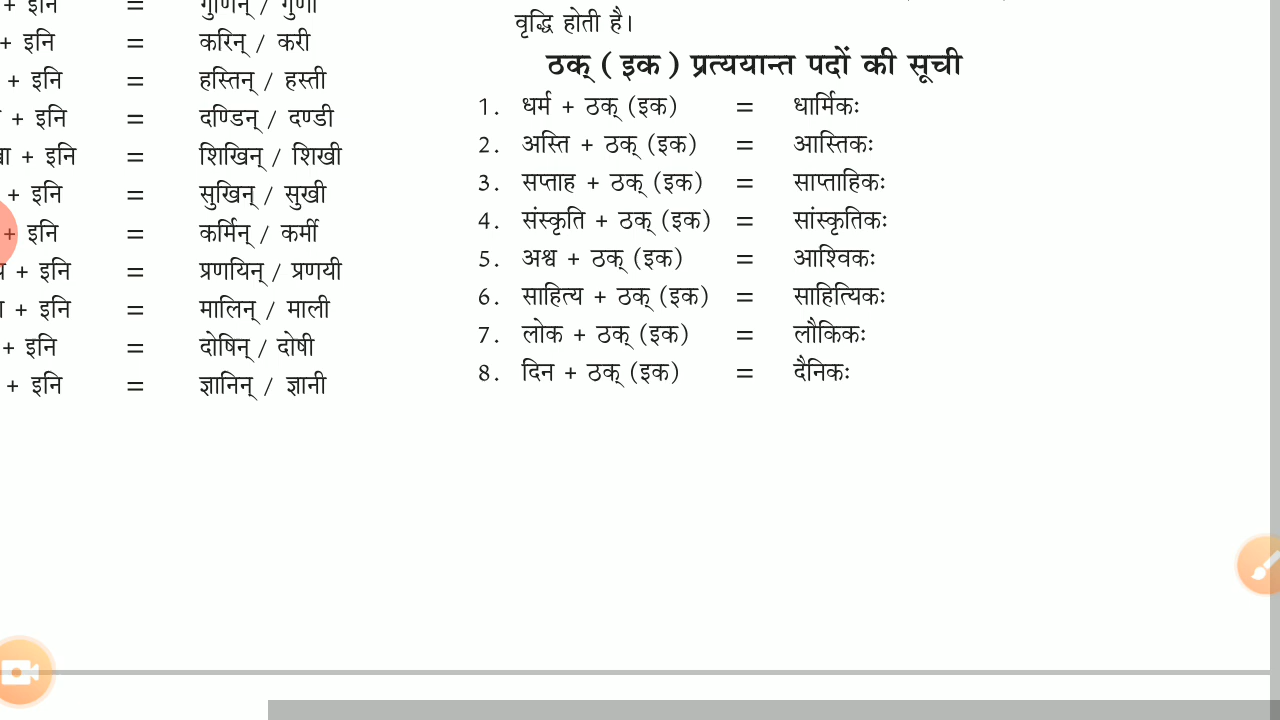 + इनि = गुणिन् / गुणी
+ इनि = करिन् / करी
+ इनि = हस्तिन् / हस्ती
+ इनि = दण्डिन् / दण्डी
+ इनि = शिखिन् / शिखी
+ इनि = सुखिन् / सुखी
+ इनि = कर्मिन् / कर्मी
+ इनि = प्रणयिन् / प्रणयी
+ इनि = मालिन् / माली
+ इनि = दोषिन् / दोषी
+ इनि = ज्ञानिन् / ज्ञानी
वृद्धि होती है।
ठक् ( इक ) प्रत्ययान्त पदों की सूची
1. धर्म + ठक् (इक) = धार्मिकः
2. अस्ति + ठक् (इक) = आस्तिकः
3. सप्ताह + ठक् (इक) = साप्ताहिकः
4. संस्कृति + ठक् (इक) = सांस्कृतिकः
5. अश्व + ठक् (इक) = आश्विकः
6. साहित्य + ठक् (इक) = साहित्यिकः
7. लोक + ठक् (इक) = लौकिकः
8. दिन + ठक् (इक) = दैनिकः